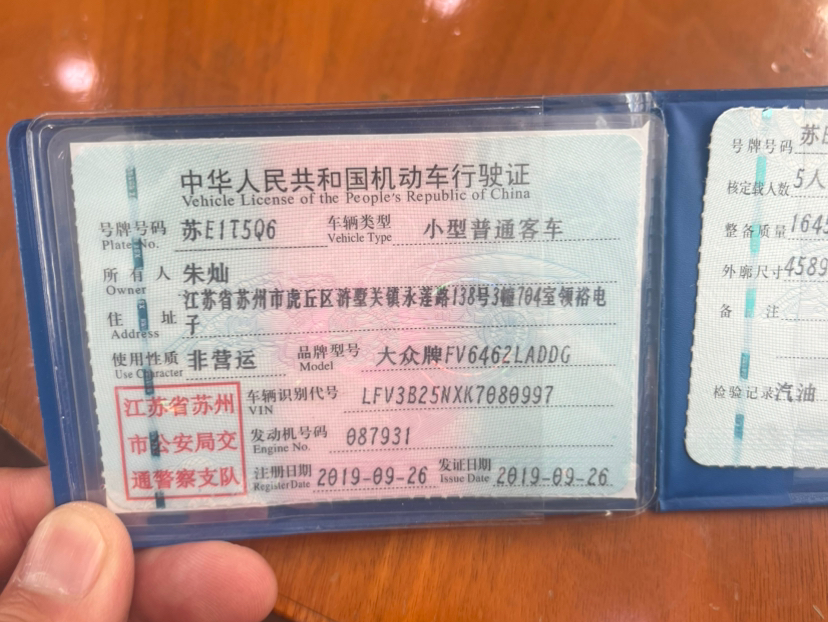 中华人民共和国机动车行驶证
Vehicle License of the People's Republic of China
号牌号码 苏E1T5Q6 车辆类型 小型普通客车
Plate No. Vehicle Type
所有人 朱灿
Owner
住址 江苏省苏州市虎丘区浒墅关镇永莲路138号3幢704室领裕电
子
Address
使用性质 非营运 品牌型号 大众牌FV6462LADDG
Use Character Model
江苏省苏州
市公安局交
通警察支队
车辆识别代号 LFV3B25NXK7080997
VIN
发动机号码 087931
Engine No.
注册日期 2019-09-26 发证日期 2019-09-26
Register Date Issue Date
号牌号码 苏E
核定载人数 5人
整备质量 1645
外廓尺寸 4589
备注
检验记录 汽油